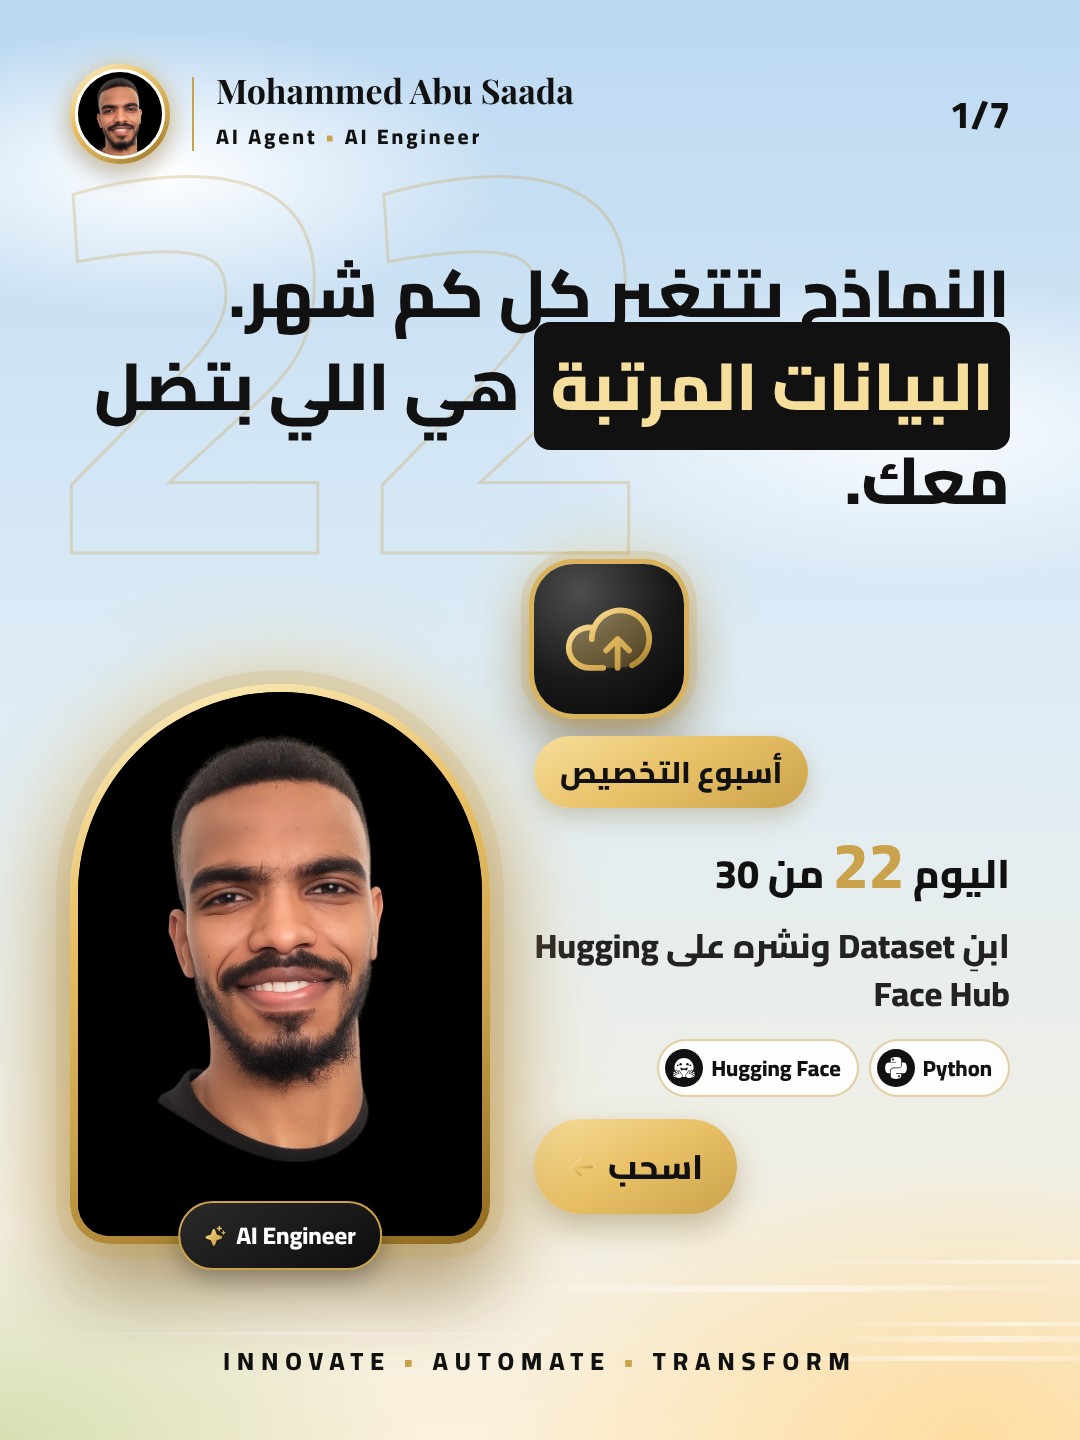 Mohammed Abu Saada
AI Agent ▪ AI Engineer
1/7
22
النماذج بتتغير كل كم شهر.
البيانات المرتبة هي اللي بتضل
معك.
أسبوع التخصيص
اليوم 22 من 30
ابنِ Dataset ونشره على Hugging
Face Hub
Python
Hugging Face
اسحب ←
AI Engineer
INNOVATE ▪ AUTOMATE ▪ TRANSFORM